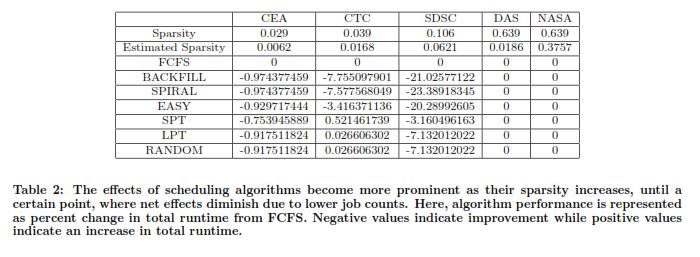 CEA CTC SDSC DAS NASA
Sparsity 0.029 0.039 0.106 0.639 0.639
Estimated Sparsity 0.0062 0.0168 0.0621 0.0186 0.3757
FCFS 0 0 0 0 0
BACKFILL -0.974377459 -7.755097901 -21.02577122 0 0
SPIRAL -0.974377459 -7.577568049 -23.38918345 0 0
EASY -0.929717444 -3.416371136 -20.28992605 0 0
SPT -0.753945889 0.521461739 -3.160496163 0 0
LPT -0.917511824 0.026606302 -7.132012022 0 0
RANDOM -0.917511824 0.026606302 -7.132012022 0 0
Table 2: The effects of scheduling algorithms become more prominent as their sparsity increases, until a
certain point, where net effects diminish due to lower job counts. Here, algorithm performance is represented
as percent change in total runtime from FCFS. Negative values indicate improvement while positive values
indicate an increase in total runtime.